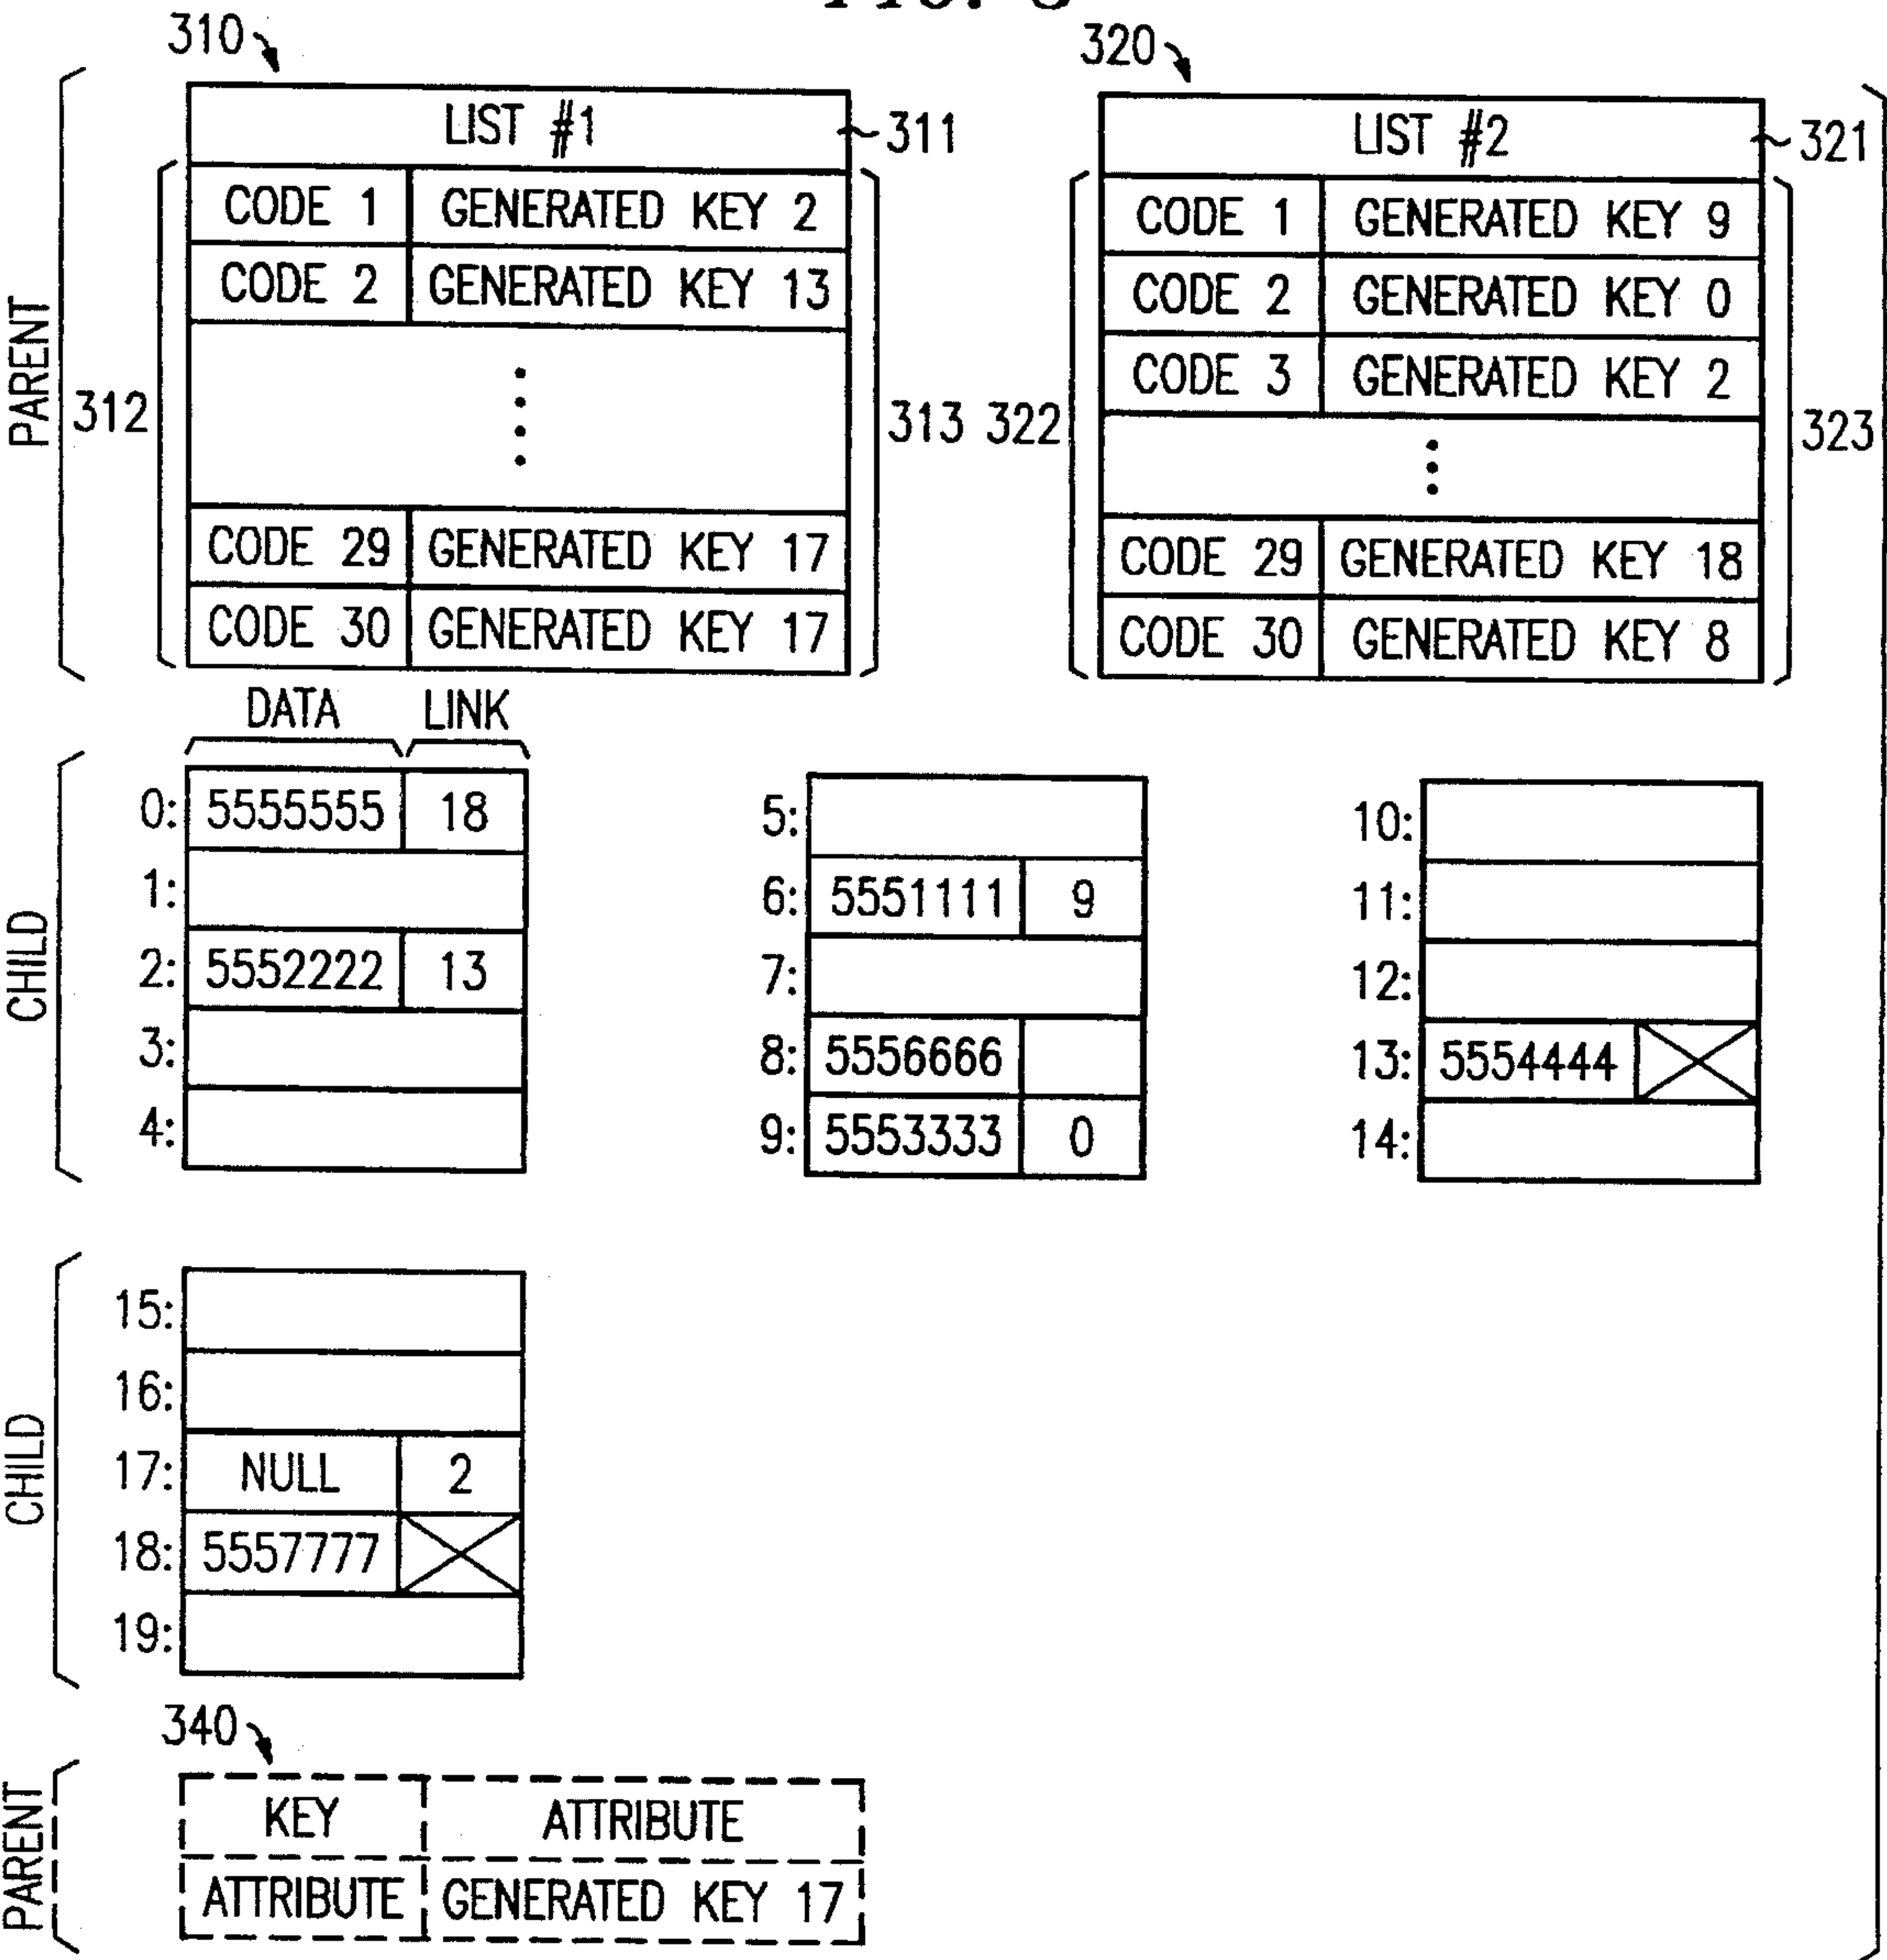 310
320
LIST #1
311
LIST #2
321
CODE 1 GENERATED KEY 2
CODE 2 GENERATED KEY 13
CODE 29 GENERATED KEY 17
CODE 30 GENERATED KEY 17
CODE 1 GENERATED KEY 9
CODE 2 GENERATED KEY 0
CODE 3 GENERATED KEY 2
CODE 29 GENERATED KEY 18
CODE 30 GENERATED KEY 8
PARENT
312
313
322
323
DATA LINK
CHILD
0: 5555555 18
1:
2: 5552222 13
3:
4:
5:
6: 5551111 9
7:
8: 5556666
9: 5553333 0
10:
11:
12:
13: 5554444
14:
CHILD
15:
16:
17: NULL 2
18: 5557777
19:
340
PARENT
KEY ATTRIBUTE
ATTRIBUTE GENERATED KEY 17